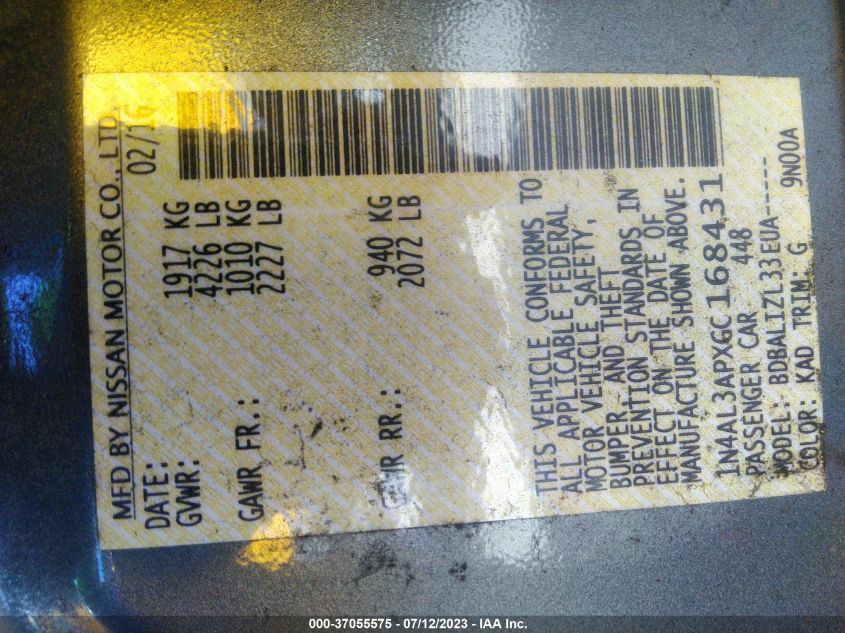 MFD BY NISSAN MOTOR CO., LTD.
DATE: 02/16
GVWR: 1917 KG
4226 LB
GAWR FR.: 1010 KG
2227 LB
GAWR RR.: 940 KG
2072 LB
THIS VEHICLE CONFORMS TO
ALL APPLICABLE FEDERAL
MOTOR VEHICLE SAFETY,
BUMPER AND THEFT
PREVENTION STANDARDS IN
EFFECT ON THE DATE OF
MANUFACTURE SHOWN ABOVE.
1N4AL3APXGC168431
PASSENGER CAR 448
MODEL: BDBALIZL33EUA-----
COLOR: KAD TRIM: G 9N00A
000-37055575 - 07/12/2023 - IAA Inc.